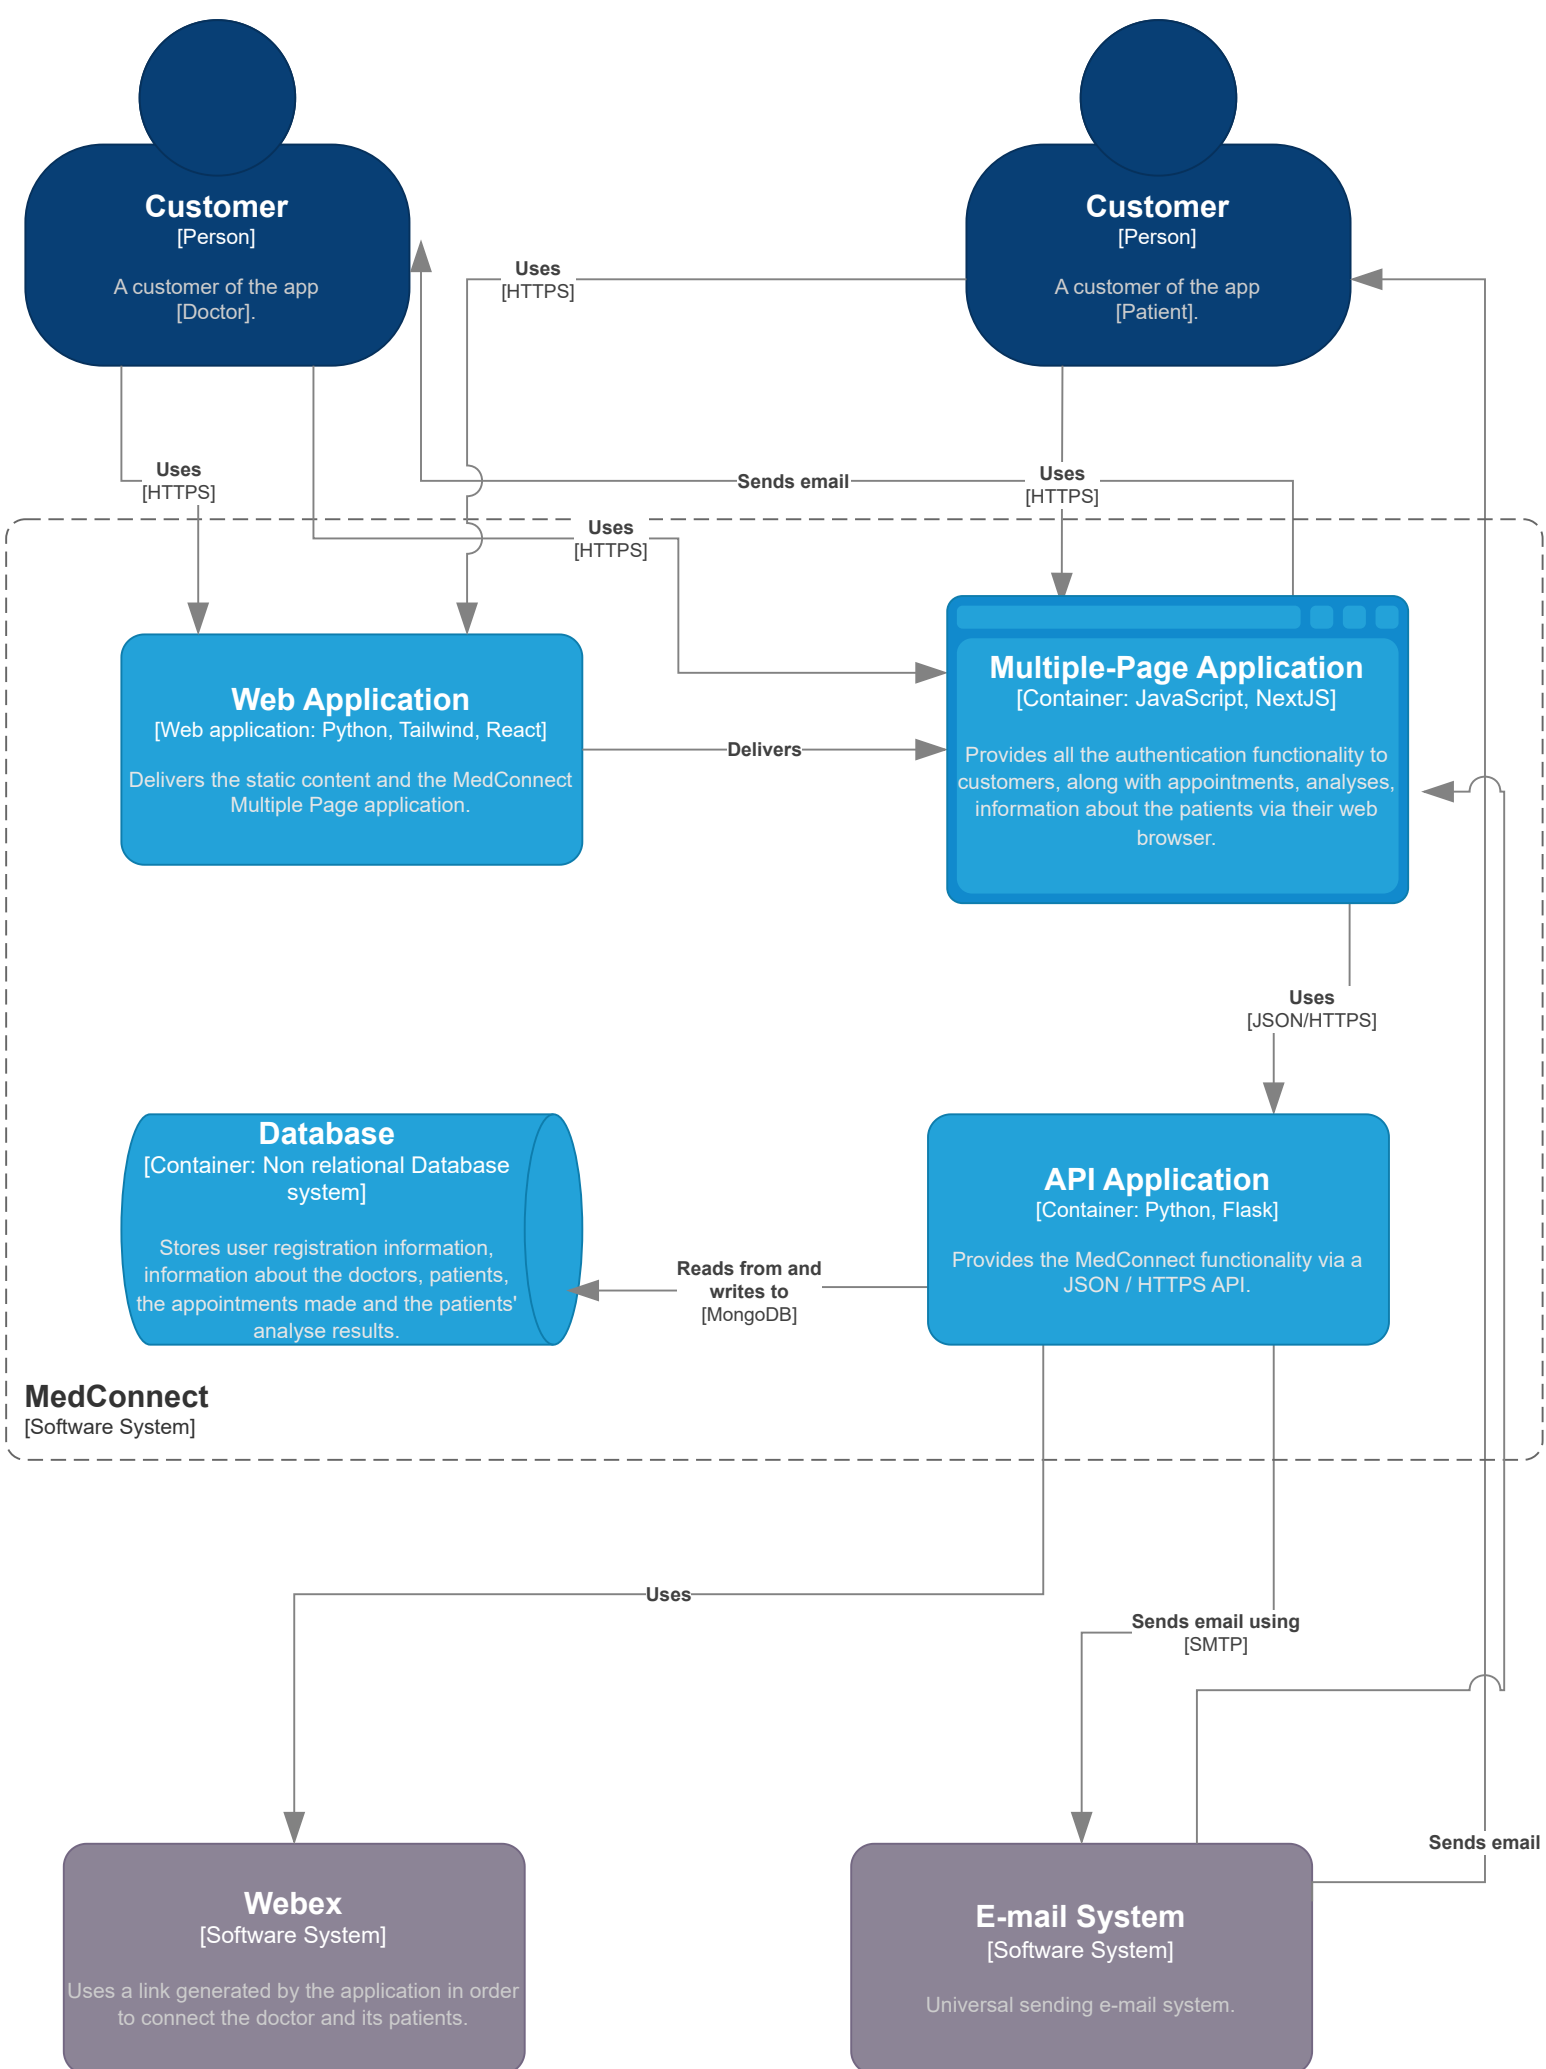 Customer
[Person]
A customer of the app
[Doctor].
Customer
[Person]
A customer of the app
[Patient].
Uses
[HTTPS]
Uses
[HTTPS]
Sends email
Uses
[HTTPS]
Uses
[HTTPS]
Web Application
[Web application: Python, Tailwind, React]
Delivers the static content and the MedConnect
Multiple Page application.
Delivers
Multiple-Page Application
[Container: JavaScript, NextJS]
Provides all the authentication functionality to
customers, along with appointments, analyses,
information about the patients via their web
browser.
Uses
[JSON/HTTPS]
Database
[Container: Non relational Database
system]
Stores user registration information,
information about the doctors, patients,
the appointments made and the patients'
analyse results.
Reads from and
writes to
[MongoDB]
API Application
[Container: Python, Flask]
Provides the MedConnect functionality via a
JSON / HTTPS API.
MedConnect
[Software System]
Uses
Sends email using
[SMTP]
Sends email
Webex
[Software System]
Uses a link generated by the application in order
to connect the doctor and its patients.
E-mail System
[Software System]
Universal sending e-mail system.